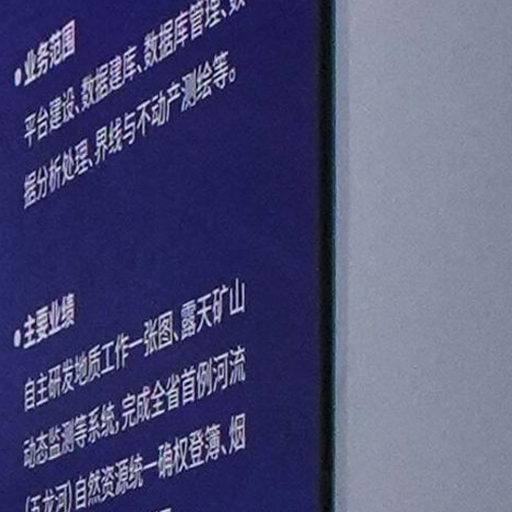 •业务范围
平台建设、数据建库、数据库管理、数
据分析处理、界线与不动产测绘等。
•主要业绩
自主研发地质工作一张图、露天矿山
动态监测等系统,完成全省首例河流
(五龙河)自然资源统一确权登簿、烟